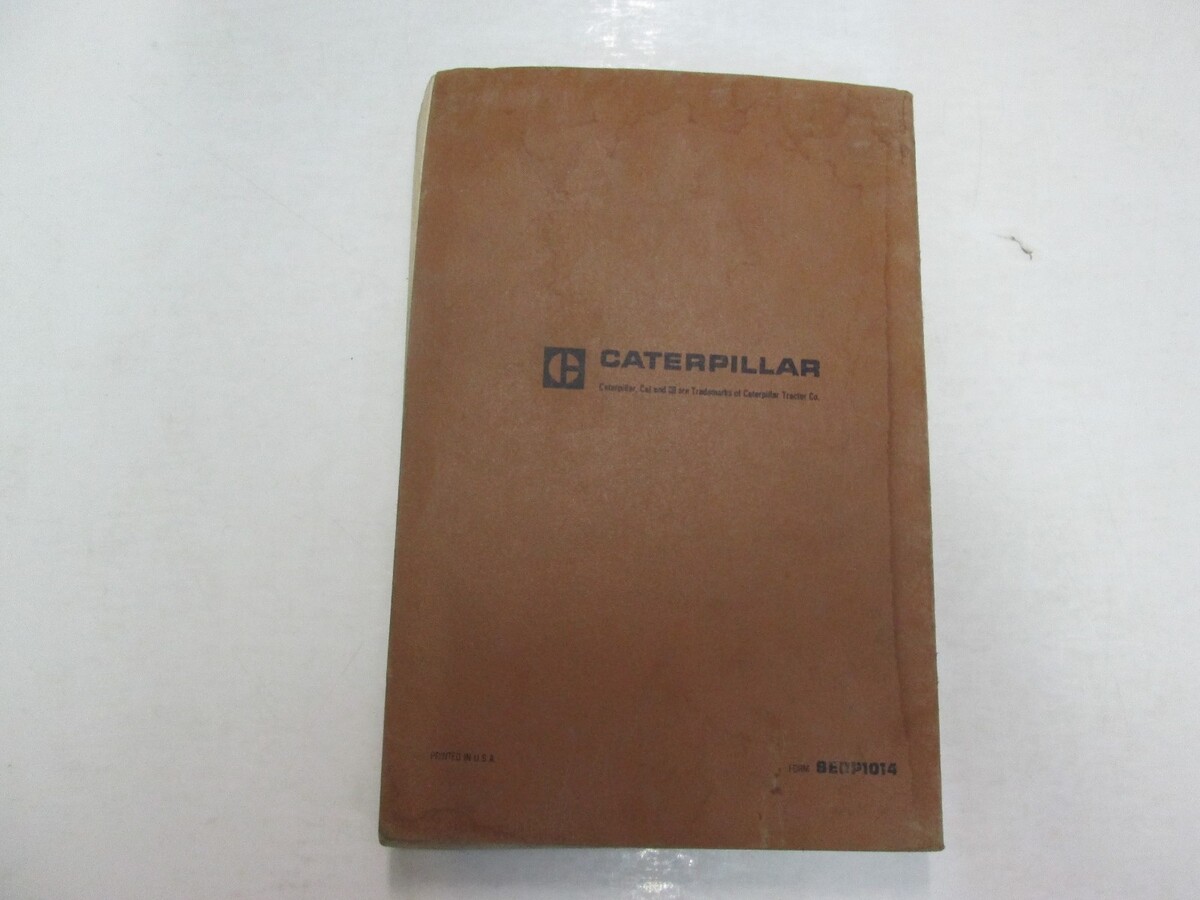 CATERPILLAR
Caterpillar, Cat and C are Trademarks of Caterpillar Tractor Co.
PRINTED IN U.S.A.
FORM SEBP1014